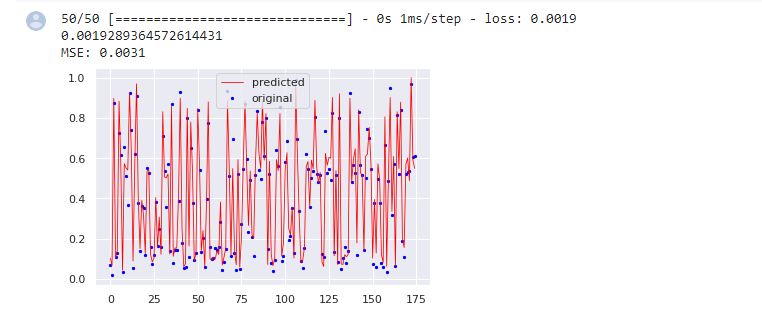 50/50 [==============================] - 0s 1ms/step - loss: 0.0019
0.0019289364572614431
MSE: 0.0031
predicted
original
1.0
0.8
0.6
0.4
0.2
0.0
0 25 50 75 100 125 150 175